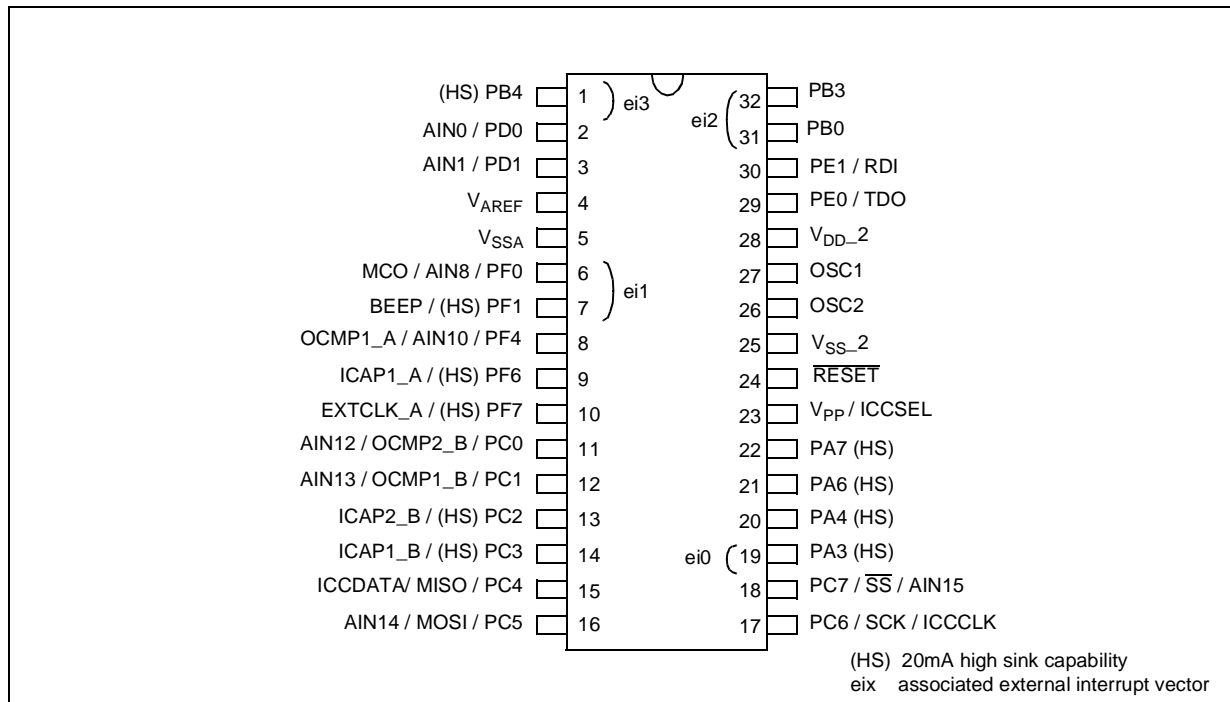 (HS) PB4
AIN0 / PD0
AIN1 / PD1
VAREF
VSSA
MCO / AIN8 / PF0
BEEP / (HS) PF1
OCMP1_A / AIN10 / PF4
ICAP1_A / (HS) PF6
EXTCLK_A / (HS) PF7
AIN12 / OCMP2_B / PC0
AIN13 / OCMP1_B / PC1
ICAP2_B / (HS) PC2
ICAP1_B / (HS) PC3
ICCDATA/ MISO / PC4
AIN14 / MOSI / PC5
1
2
3
4
5
6
7
8
9
10
11
12
13
14
15
16
ei3
ei1
ei2
ei0
32
31
30
29
28
27
26
25
24
23
22
21
20
19
18
17
PB3
PB0
PE1 / RDI
PE0 / TDO
VDD_2
OSC1
OSC2
VSS_2
RESET
VPP / ICCSEL
PA7 (HS)
PA6 (HS)
PA4 (HS)
PA3 (HS)
PC7 / SS / AIN15
PC6 / SCK / ICCCLK
(HS) 20mA high sink capability
eix associated external interrupt vector